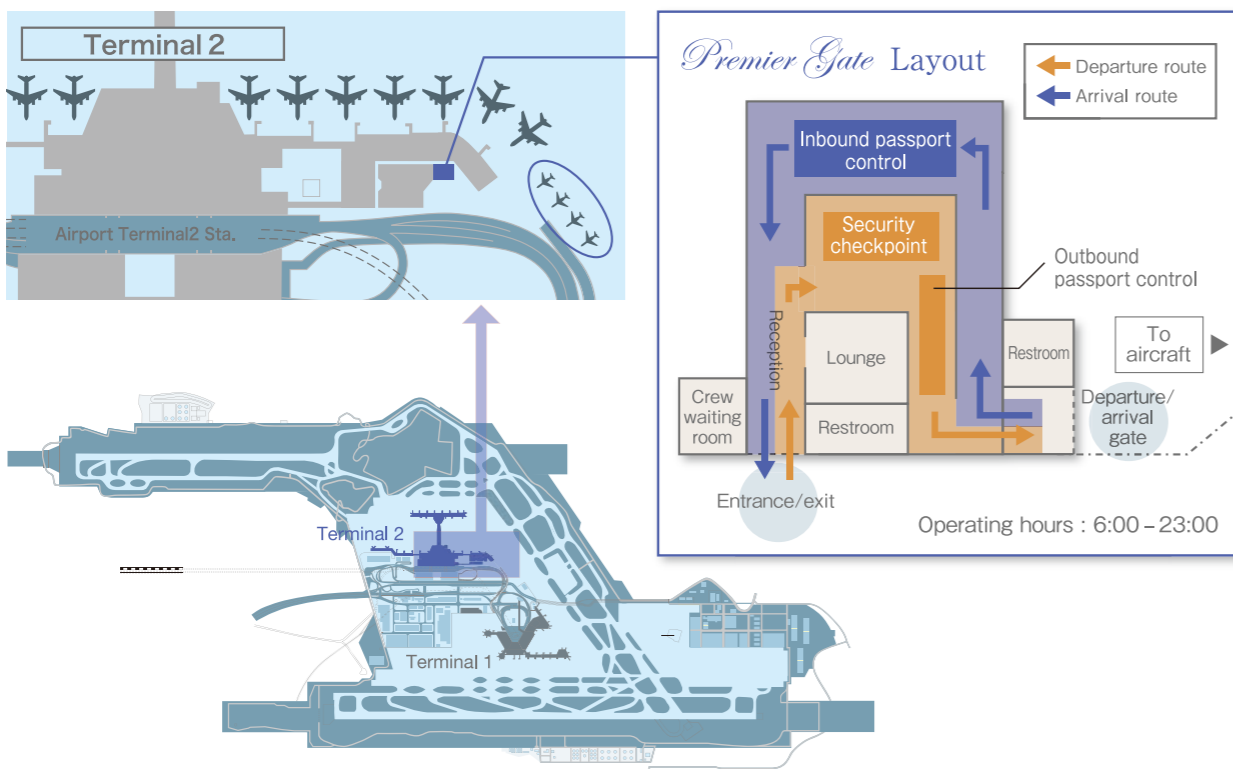 Terminal 2
Airport Terminal2 Sta.
Premier Gate Layout
Departure route
Arrival route
Inbound passport
control
Security
checkpoint
Outbound
passport control
Reception
Lounge
Restroom
To
aircraft
Crew
waiting
room
Restroom
Departure/
arrival
gate
Entrance/exit
Operating hours : 6:00 – 23:00
Terminal 2
Terminal 1